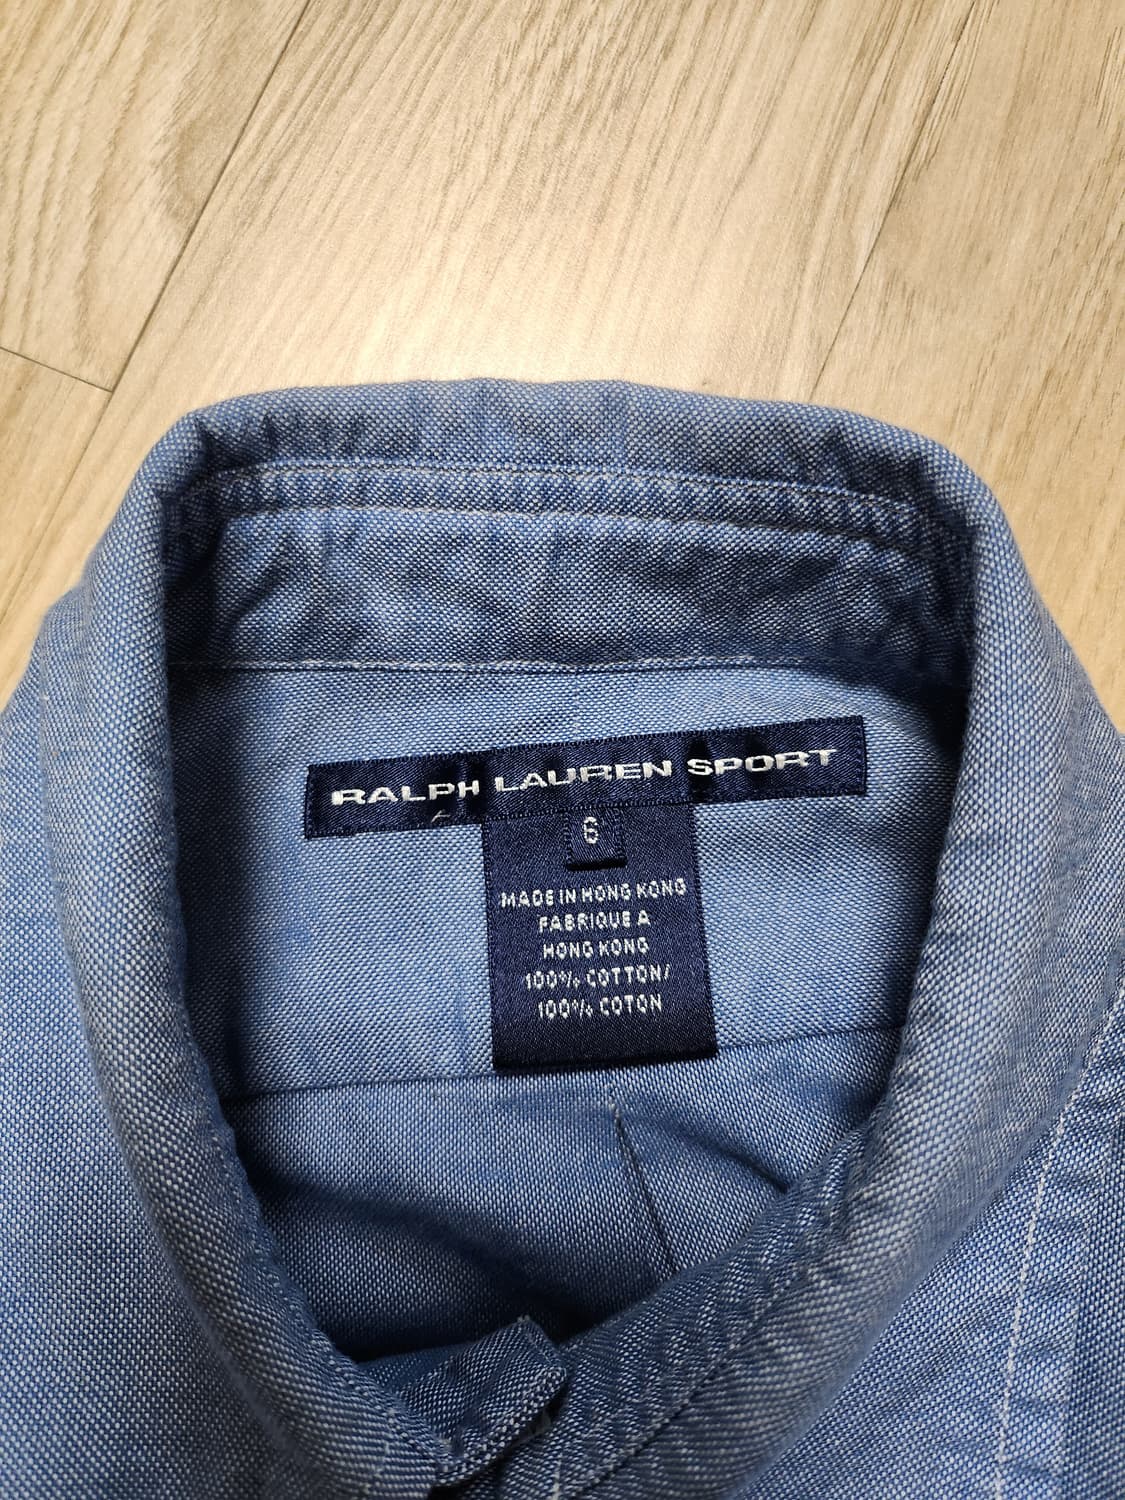 RALPH LAUREN SPORT
6
MADE IN HONG KONG
FABRIQUE A
HONG KONG
100% COTTON/
100% COTON